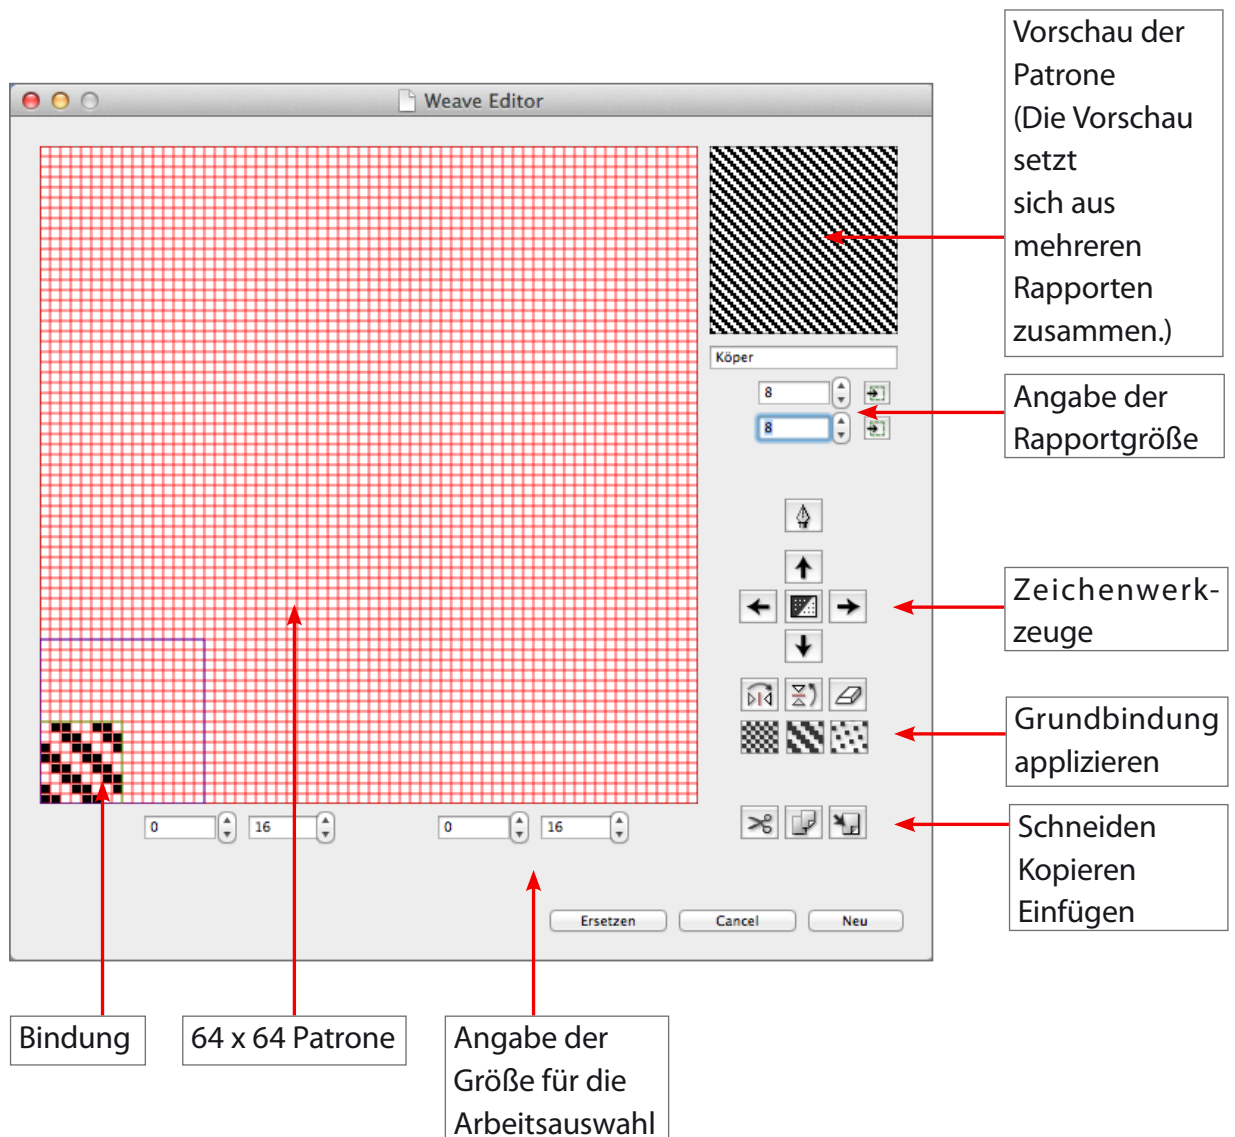 Vorschau der
Patrone
(Die Vorschau
setzt
sich aus
mehreren
Rapporten
zusammen.)
Weave Editor
Köper
8
8
Angabe der
Rapportgröße
Zeichenwerk-
zeuge
Grundbindung
applizieren
0 16 0 16
Schneiden
Kopieren
Einfügen
Ersetzen Cancel Neu
Bindung
64 x 64 Patrone
Angabe der
Größe für die
Arbeitsauswahl